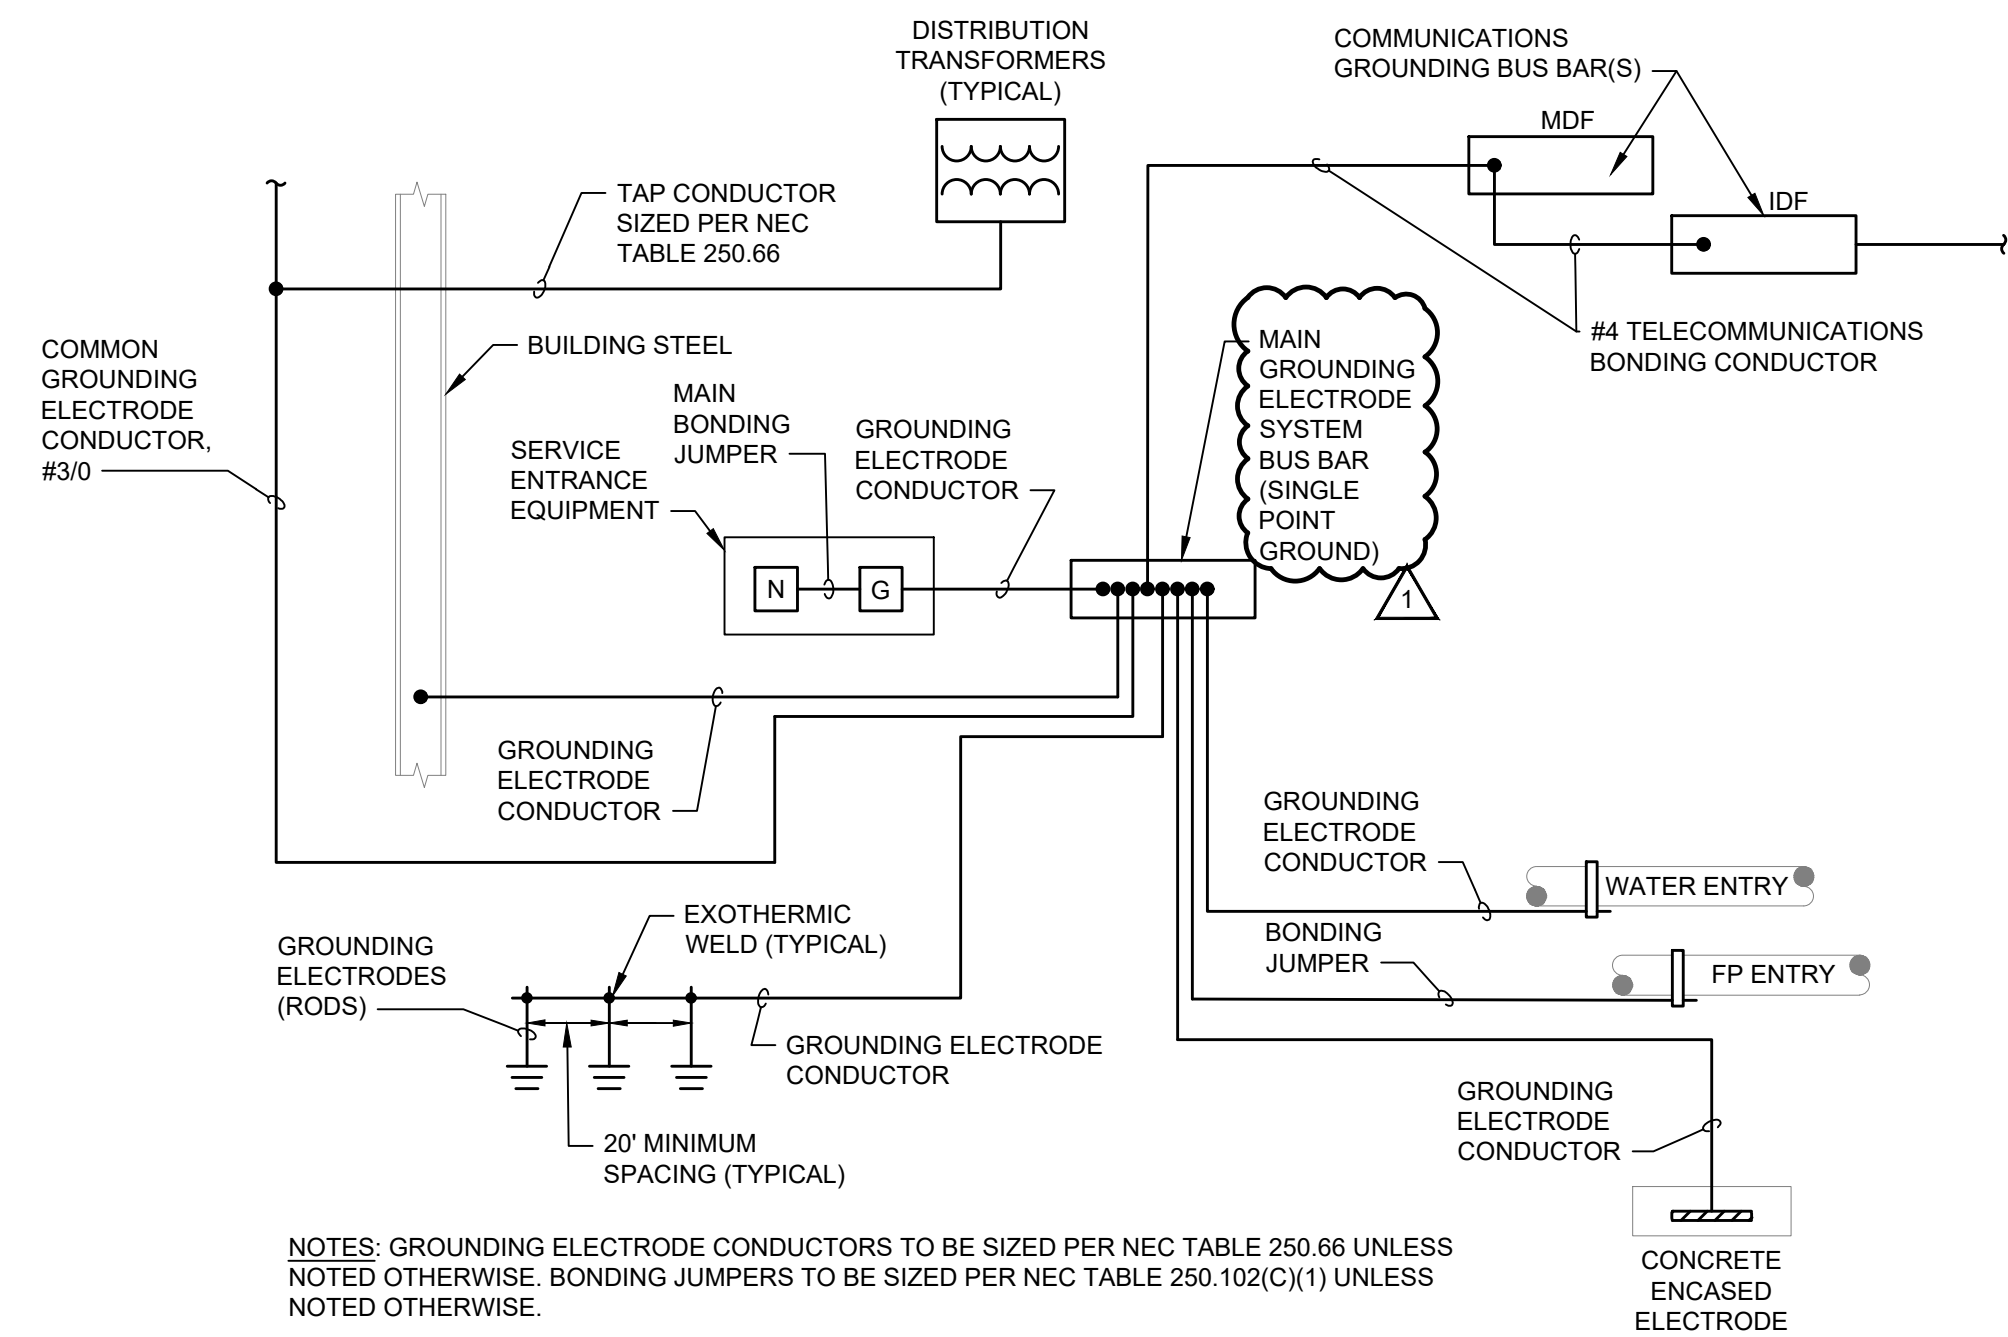 DISTRIBUTION
TRANSFORMERS
(TYPICAL)
COMMUNICATIONS
GROUNDING BUS BAR(S)
MDF
IDF
TAP CONDUCTOR
SIZED PER NEC
TABLE 250.66
#4 TELECOMMUNICATIONS
BONDING CONDUCTOR
BUILDING STEEL
COMMON
GROUNDING
ELECTRODE
CONDUCTOR,
#3/0
MAIN
BONDING
JUMPER
SERVICE
ENTRANCE
EQUIPMENT
GROUNDING
ELECTRODE
CONDUCTOR
MAIN
GROUNDING
ELECTRODE
SYSTEM
BUS BAR
(SINGLE
POINT
GROUND)
1
N
G
GROUNDING
ELECTRODE
CONDUCTOR
GROUNDING
ELECTRODE
CONDUCTOR
WATER ENTRY
BONDING
JUMPER
FP ENTRY
EXOTHERMIC
WELD (TYPICAL)
GROUNDING
ELECTRODES
(RODS)
GROUNDING ELECTRODE
CONDUCTOR
20' MINIMUM
SPACING (TYPICAL)
GROUNDING
ELECTRODE
CONDUCTOR
CONCRETE
ENCASED
ELECTRODE
NOTES: GROUNDING ELECTRODE CONDUCTORS TO BE SIZED PER NEC TABLE 250.66 UNLESS
NOTED OTHERWISE. BONDING JUMPERS TO BE SIZED PER NEC TABLE 250.102(C)(1) UNLESS
NOTED OTHERWISE.